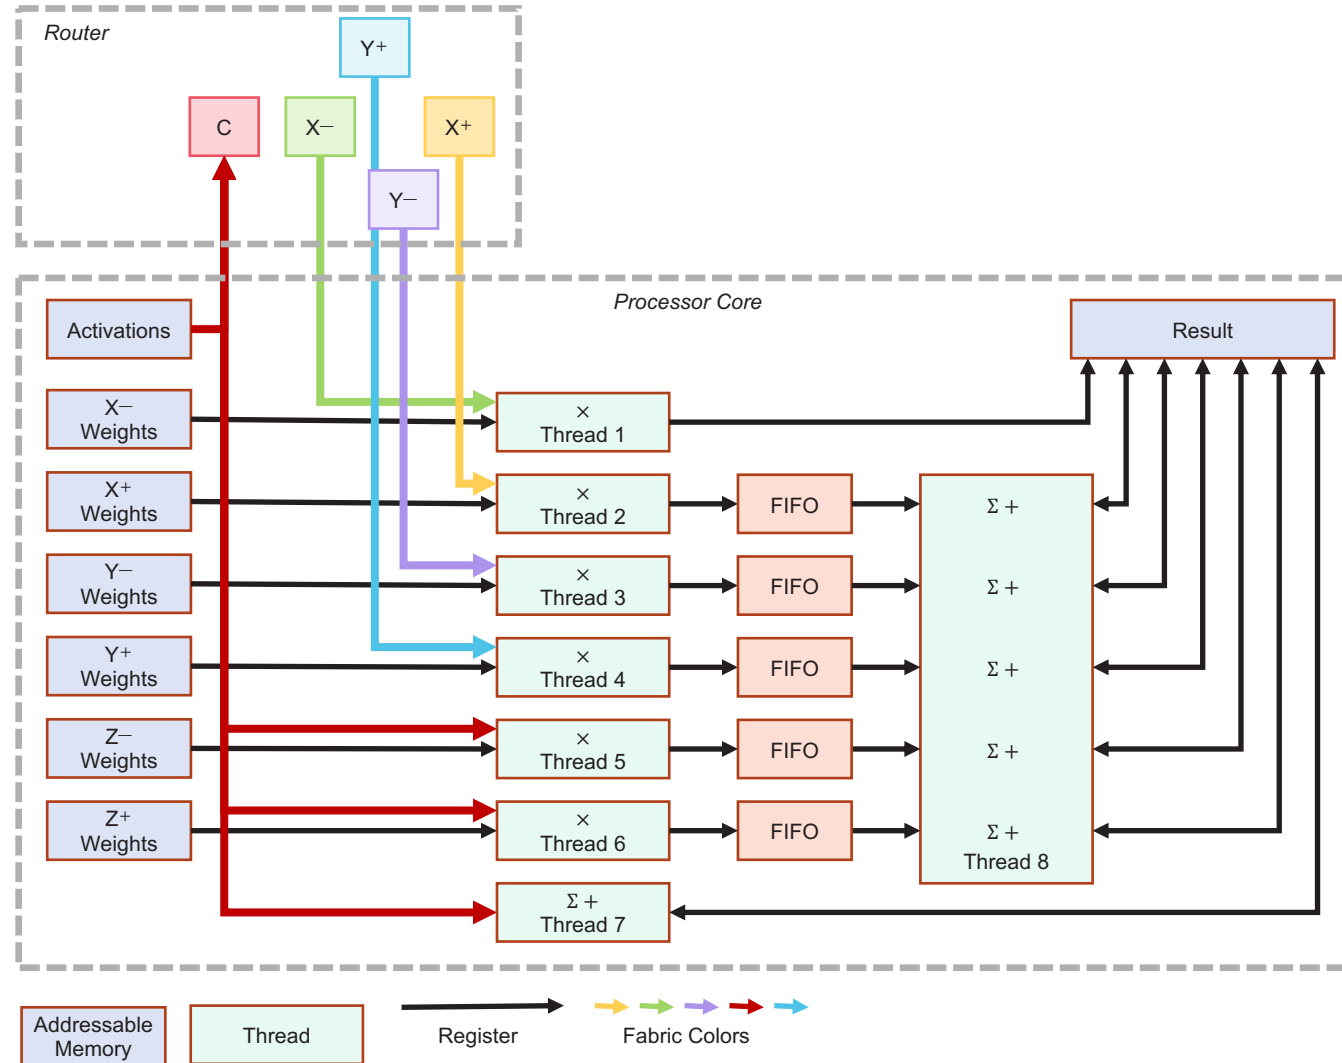 Router
Y+
C
X−
X+
Y−
Processor Core
Activations
Result
X−
Weights
×
Thread 1
X+
Weights
×
Thread 2
FIFO
Σ +
Y−
Weights
×
Thread 3
FIFO
Σ +
Y+
Weights
×
Thread 4
FIFO
Σ +
Z−
Weights
×
Thread 5
FIFO
Σ +
Z+
Weights
×
Thread 6
FIFO
Σ +
Thread 8
Σ +
Thread 7
Addressable
Memory
Thread
Register
Fabric Colors